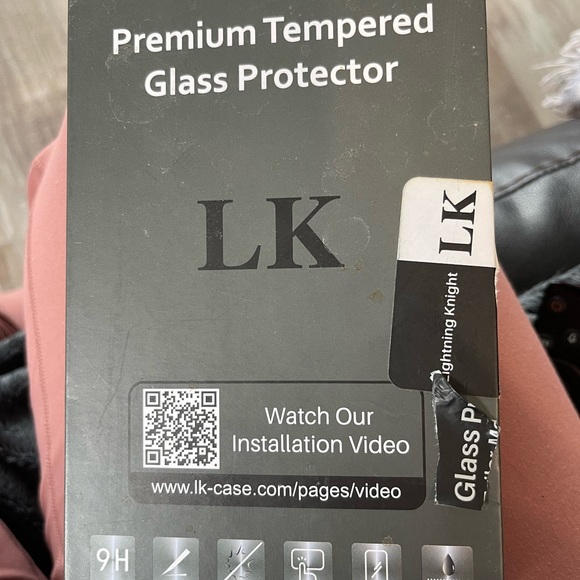 Premium Tempered
Glass Protector
LK
LK
Lightning Knight
Glass P
Watch Our
Installation Video
www.lk-case.com/pages/video
9H